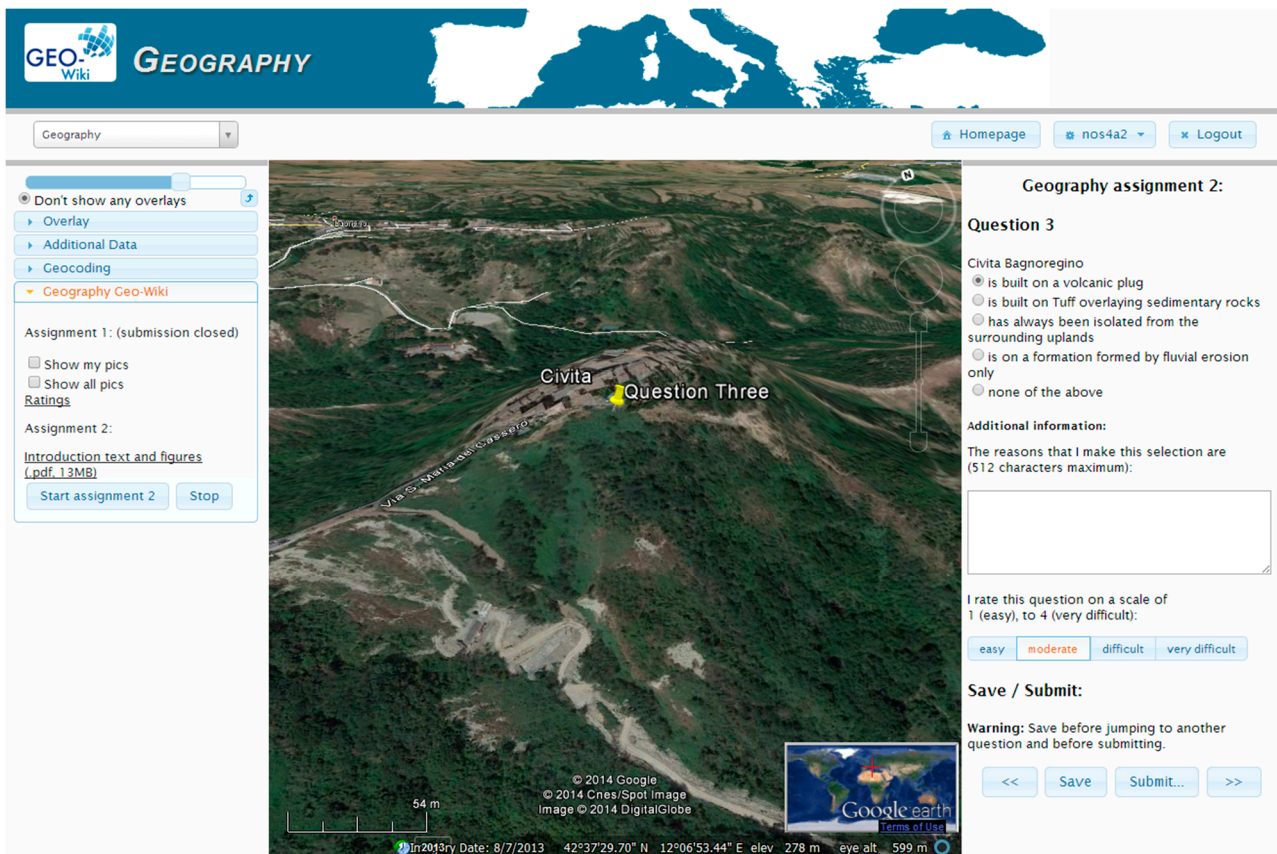 GEO-
Wiki
GEOGRAPHY
Geography
Homepage
nos4a2
Logout
Don't show any overlays
Overlay
Additional Data
Geocoding
Geography Geo-Wiki
Assignment 1: (submission closed)
Show my pics
Show all pics
Ratings
Assignment 2:
Introduction text and figures
(.pdf, 13MB)
Start assignment 2
Stop
N
Civita
Question Three
Via S. Maria del Cassero
54 m
© 2014 Google
© 2014 Cnes/Spot Image
Image © 2014 DigitalGlobe
Google earth
Terms of Use
2013
Date: 8/7/2013 42°37'29.70" N 12°06'53.44" E elev 278 m eye alt 599 m
Geography assignment 2:
Question 3
Civita Bagnoregino
is built on a volcanic plug
is built on Tuff overlaying sedimentary rocks
has always been isolated from the
surrounding uplands
is on a formation formed by fluvial erosion
only
none of the above
Additional information:
The reasons that I make this selection are
(512 characters maximum):
I rate this question on a scale of
1 (easy), to 4 (very difficult):
easy
moderate
difficult
very difficult
Save / Submit:
Warning: Save before jumping to another
question and before submitting.
<<
Save
Submit...
>>